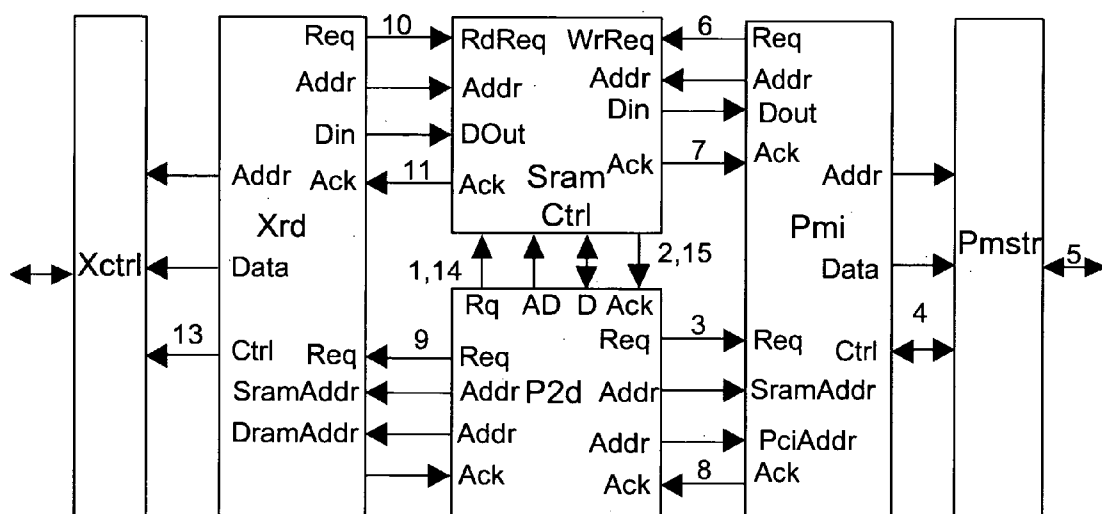 Req 10 RdReq WrReq 6 Req
Addr Addr Addr Addr
Din DOut Din Dout
Addr Ack 11 Ack Ack 7 Ack Addr
Sram
Xrd Ctrl Pmi
Xctrl Data 1,14 2,15 Data Pmstr 5
Rq AD D Ack
13 Ctrl Req 9 Req Req 3 Req Ctrl 4
SramAddr Addr P2d Addr SramAddr
DramAddr Addr Addr PciAddr
Ack Ack 8 Ack